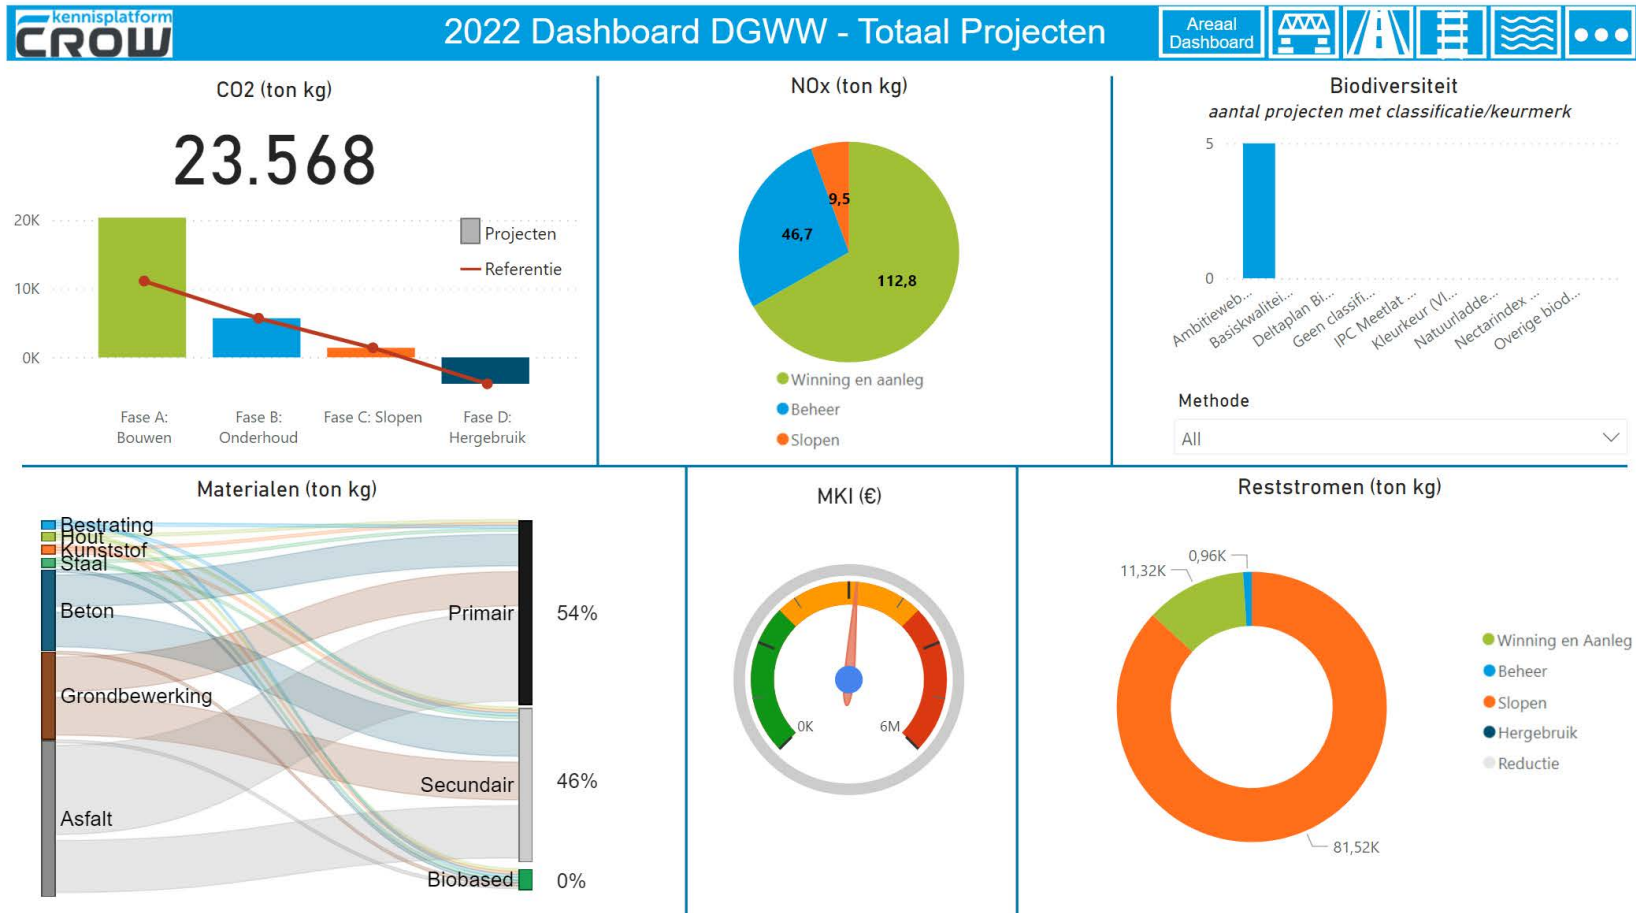 kennisplatform
CROW
2022 Dashboard DGWW - Totaal Projecten
Areaal
Dashboard
CO2 (ton kg)
23.568
20K
10K
0K
Projecten
Referentie
Fase A:
Bouwen
Fase B:
Onderhoud
Fase C: Slopen
Fase D:
Hergebruik
NOx (ton kg)
9,5
46,7
112,8
Winning en aanleg
Beheer
Slopen
Biodiversiteit
aantal projecten met classificatie/keurmerk
5
0
Ambitieweb...
Basiskwalitei...
Deltaplan Bi...
Geen classifi...
IPC Meetlat ...
Kleurkeur (Vl...
Natuurladde...
Nectarindex ...
Overige biod...
Methode
All
Materialen (ton kg)
Bestrating
Hout
Kunststof
Staal
Beton
Grondbewerking
Asfalt
Primair
54%
Secundair
46%
Biobased
0%
MKI (€)
0K
6M
Reststromen (ton kg)
0,96K
11,32K
81,52K
Winning en Aanleg
Beheer
Slopen
Hergebruik
Reductie